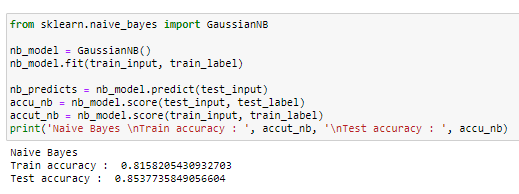 from sklearn.naive_bayes import GaussianNB
nb_model = GaussianNB()
nb_model.fit(train_input, train_label)
nb_predicts = nb_model.predict(test_input)
accu_nb = nb_model.score(test_input, test_label)
accut_nb = nb_model.score(train_input, train_label)
print('Naive Bayes \nTrain accuracy : ', accut_nb, '\nTest accuracy : ', accu_nb)
Naive Bayes
Train accuracy :  0.8158205430932703
Test accuracy :  0.8537735849056604